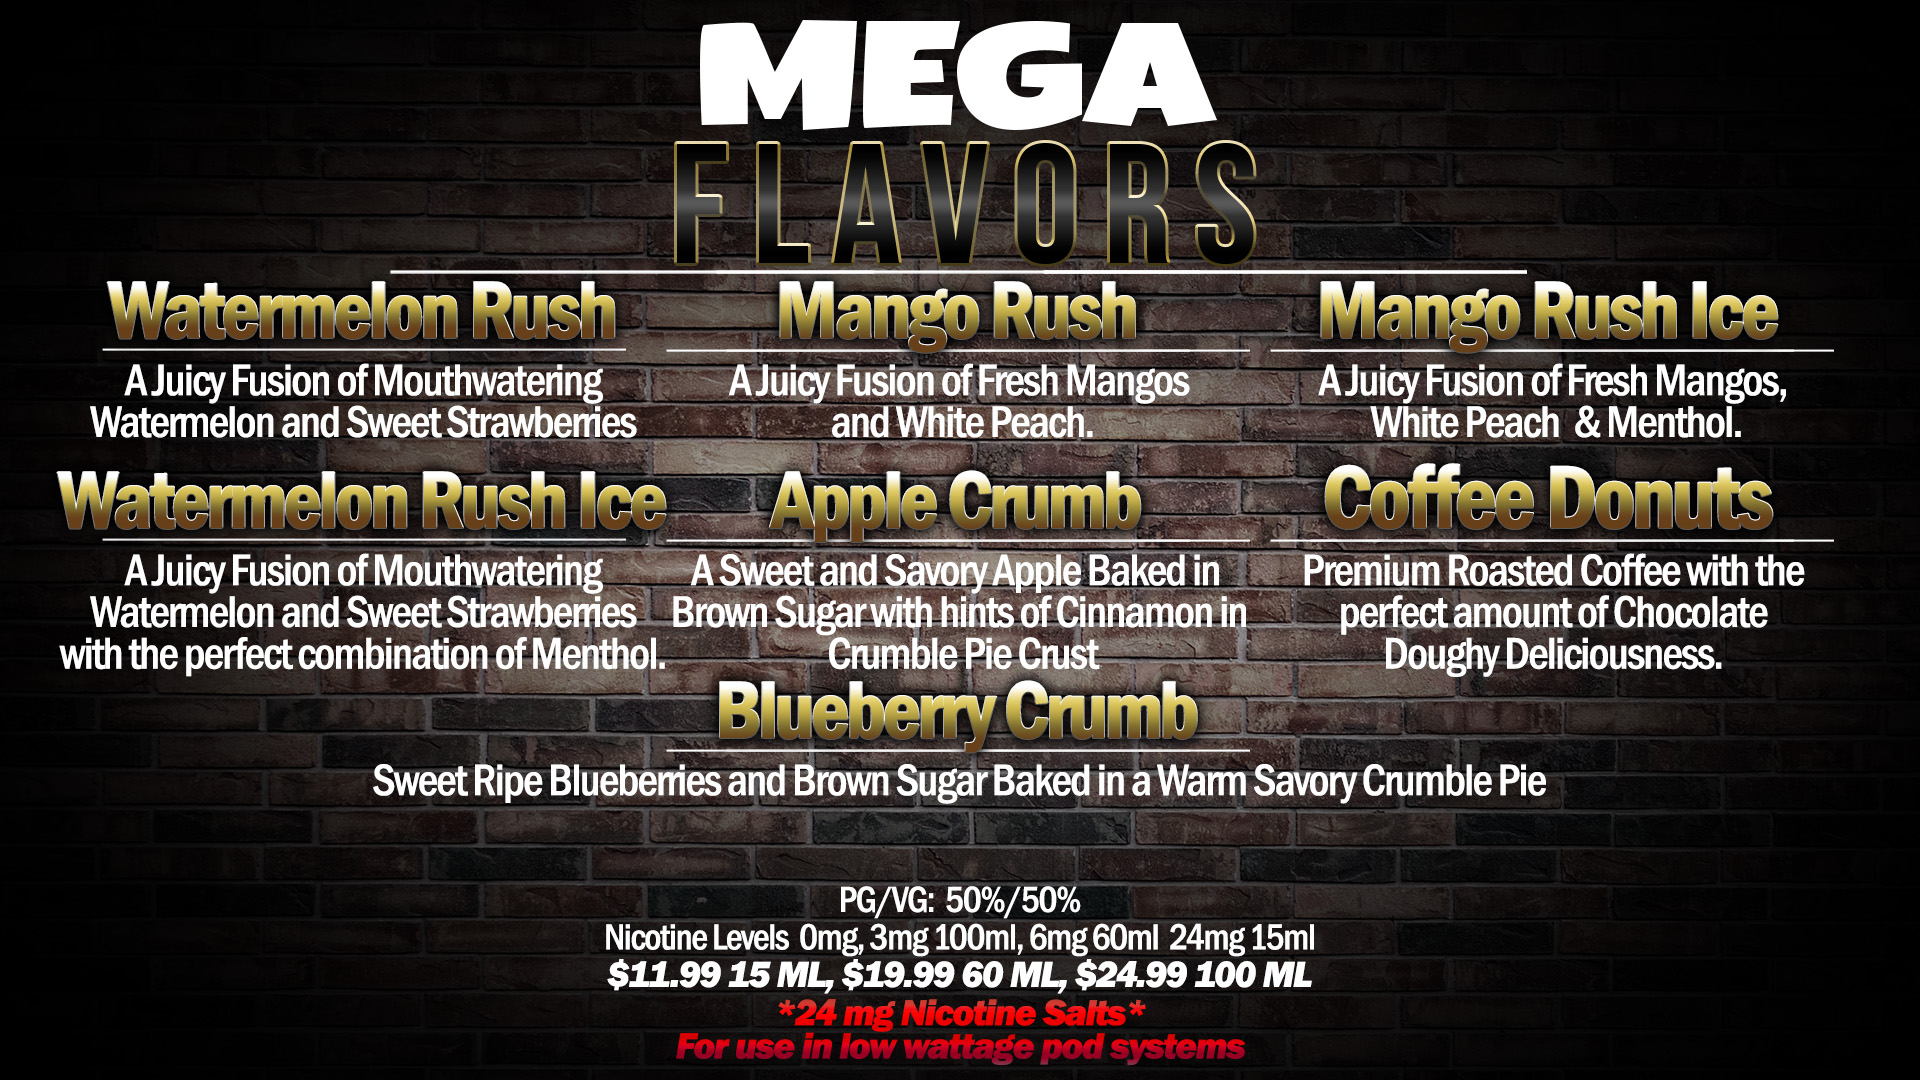 MEGA
FLAVORS
Watermelon Rush
A Juicy Fusion of Mouthwatering
Watermelon and Sweet Strawberries
Mango Rush
A Juicy Fusion of Fresh Mangos
and White Peach.
Mango Rush Ice
A Juicy Fusion of Fresh Mangos,
White Peach & Menthol.
Watermelon Rush Ice
A Juicy Fusion of Mouthwatering
Watermelon and Sweet Strawberries
with the perfect combination of Menthol.
Apple Crumb
A Sweet and Savory Apple Baked in
Brown Sugar with hints of Cinnamon in
Crumble Pie Crust
Coffee Donuts
Premium Roasted Coffee with the
perfect amount of Chocolate
Doughy Deliciousness.
Blueberry Crumb
Sweet Ripe Blueberries and Brown Sugar Baked in a Warm Savory Crumble Pie
PG/VG: 50%/50%
Nicotine Levels 0mg, 3mg 100ml, 6mg 60ml 24mg 15ml
$11.99 15 ML, $19.99 60 ML, $24.99 100 ML
*24 mg Nicotine Salts*
For use in low wattage pod systems